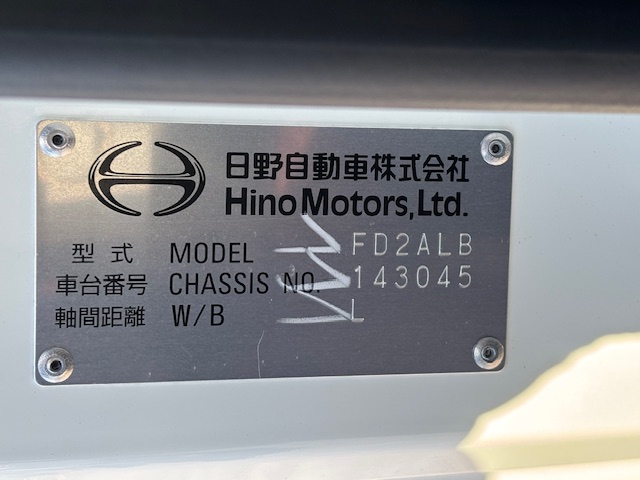 日野自動車株式会社
Hino Motors, Ltd.
型式 MODEL FD2ALB
車台番号 CHASSIS NO. 143045
軸間距離 W/B L